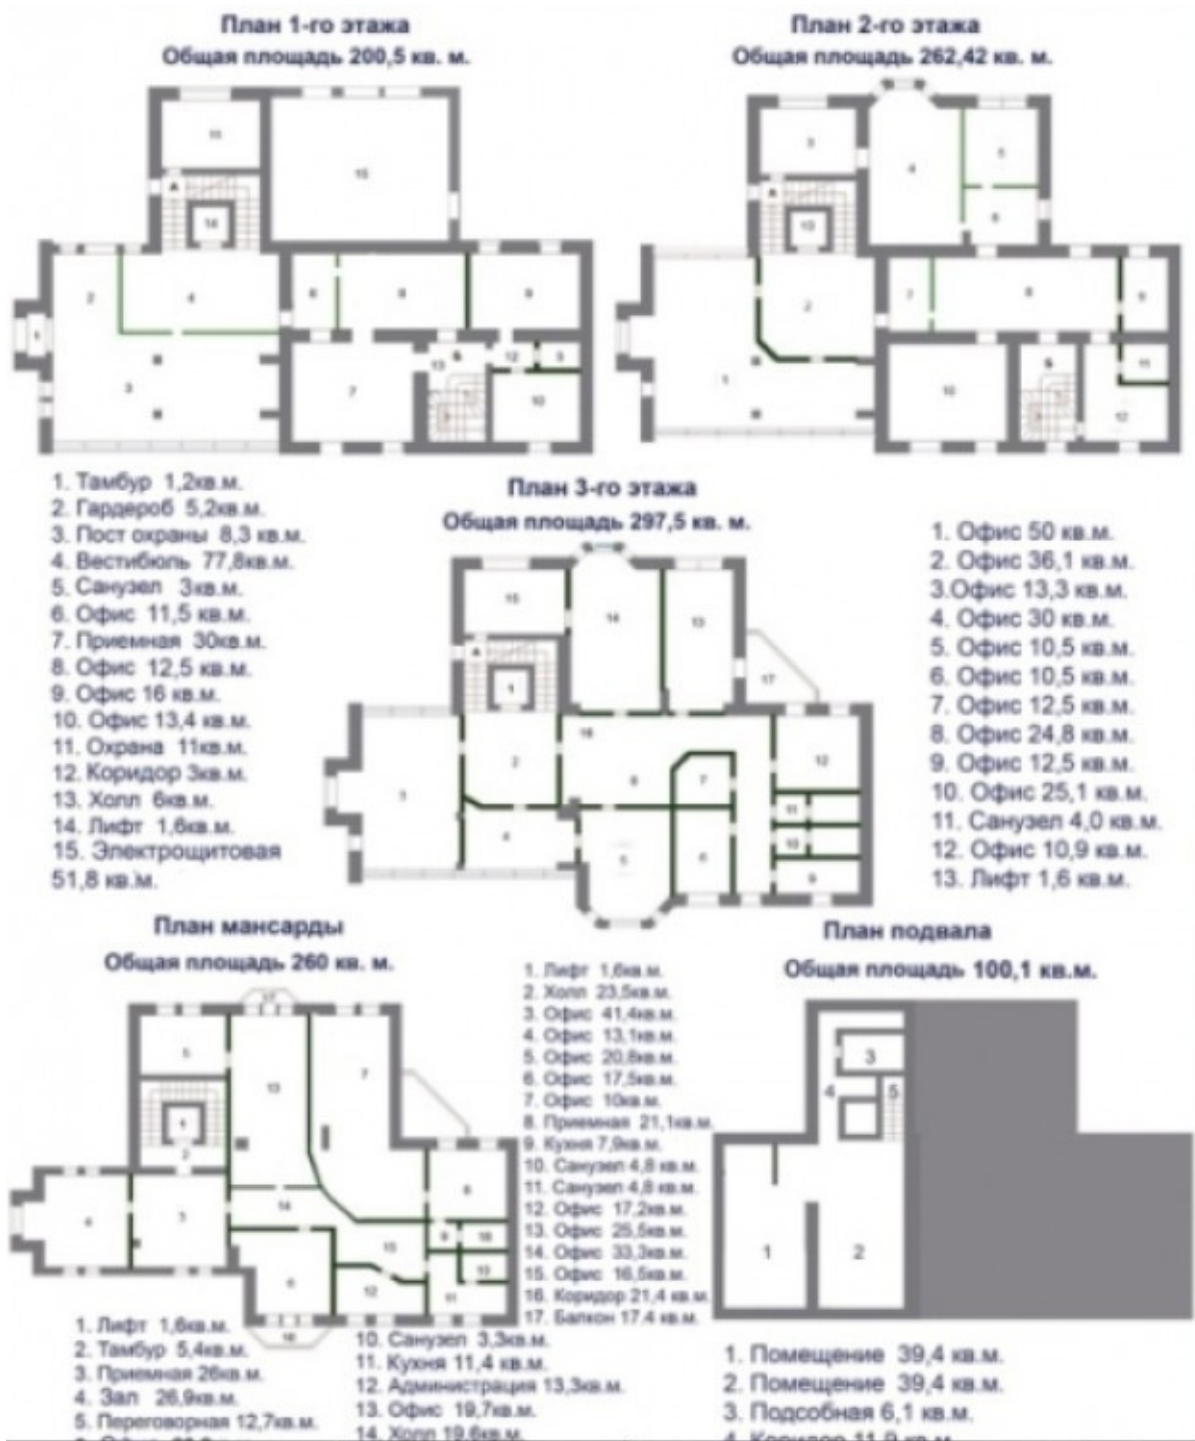 План 1-го этажа
Общая площадь 200,5 кв. м.
План 2-го этажа
Общая площадь 262,42 кв. м.
1. Тамбур 1,2кв.м.
2. Гардероб 5,2кв.м.
3. Пост охраны 8,3 кв.м.
4. Вестибюль 77,8кв.м.
5. Санузел 3кв.м.
6. Офис 11,5 кв.м.
7. Приемная 30кв.м.
8. Офис 12,5 кв.м.
9. Офис 16 кв.м.
10. Офис 13,4 кв.м.
11. Охрана 11кв.м.
12. Коридор 3кв.м.
13. Холл 6кв.м.
14. Лифт 1,6кв.м.
15. Электрощитовая
51,8 кв.м.
План 3-го этажа
Общая площадь 297,5 кв. м.
1. Офис 50 кв.м.
2. Офис 36,1 кв.м.
3.Офис 13,3 кв.м.
4. Офис 30 кв.м.
5. Офис 10,5 кв.м.
6. Офис 10,5 кв.м.
7. Офис 12,5 кв.м.
8. Офис 24,8 кв.м.
9. Офис 12,5 кв.м.
10. Офис 25,1 кв.м.
11. Санузел 4,0 кв.м.
12. Офис 10,9 кв.м.
13. Лифт 1,6 кв.м.
План мансарды
Общая площадь 260 кв. м.
1. Лифт 1,6кв.м.
2. Холл 23,5кв.м.
3. Офис 41,4кв.м.
4. Офис 13,1кв.м.
5. Офис 20,8кв.м.
6. Офис 17,5кв.м.
7. Офис 10кв.м.
8. Приемная 21,1кв.м.
9. Кухня 7,9кв.м.
10. Санузел 4,8 кв.м.
11. Санузел 4,8 кв.м.
12. Офис 17,2кв.м.
13. Офис 25,5кв.м.
14. Офис 33,3кв.м.
15. Офис 16,5кв.м.
16. Коридор 21,4 кв.м.
17. Балкон 17.4 кв.м.
План подвала
Общая площадь 100,1 кв.м.
1
2
3
4
5
1. Лифт 1,6кв.м.
2. Тамбур 5,4кв.м.
3. Приемная 26кв.м.
4. Зал 26,9кв.м.
5. Переговорная 12,7кв.м.
10. Санузел 3,3кв.м.
11. Кухня 11,4 кв.м.
12. Администрация 13,3кв.м.
13. Офис 19,7кв.м.
14. Холл 19,6кв.м.
1. Помещение 39,4 кв.м.
2. Помещение 39,4 кв.м.
3. Подсобная 6,1 кв.м.
4. Коридор 11,9 кв.м.